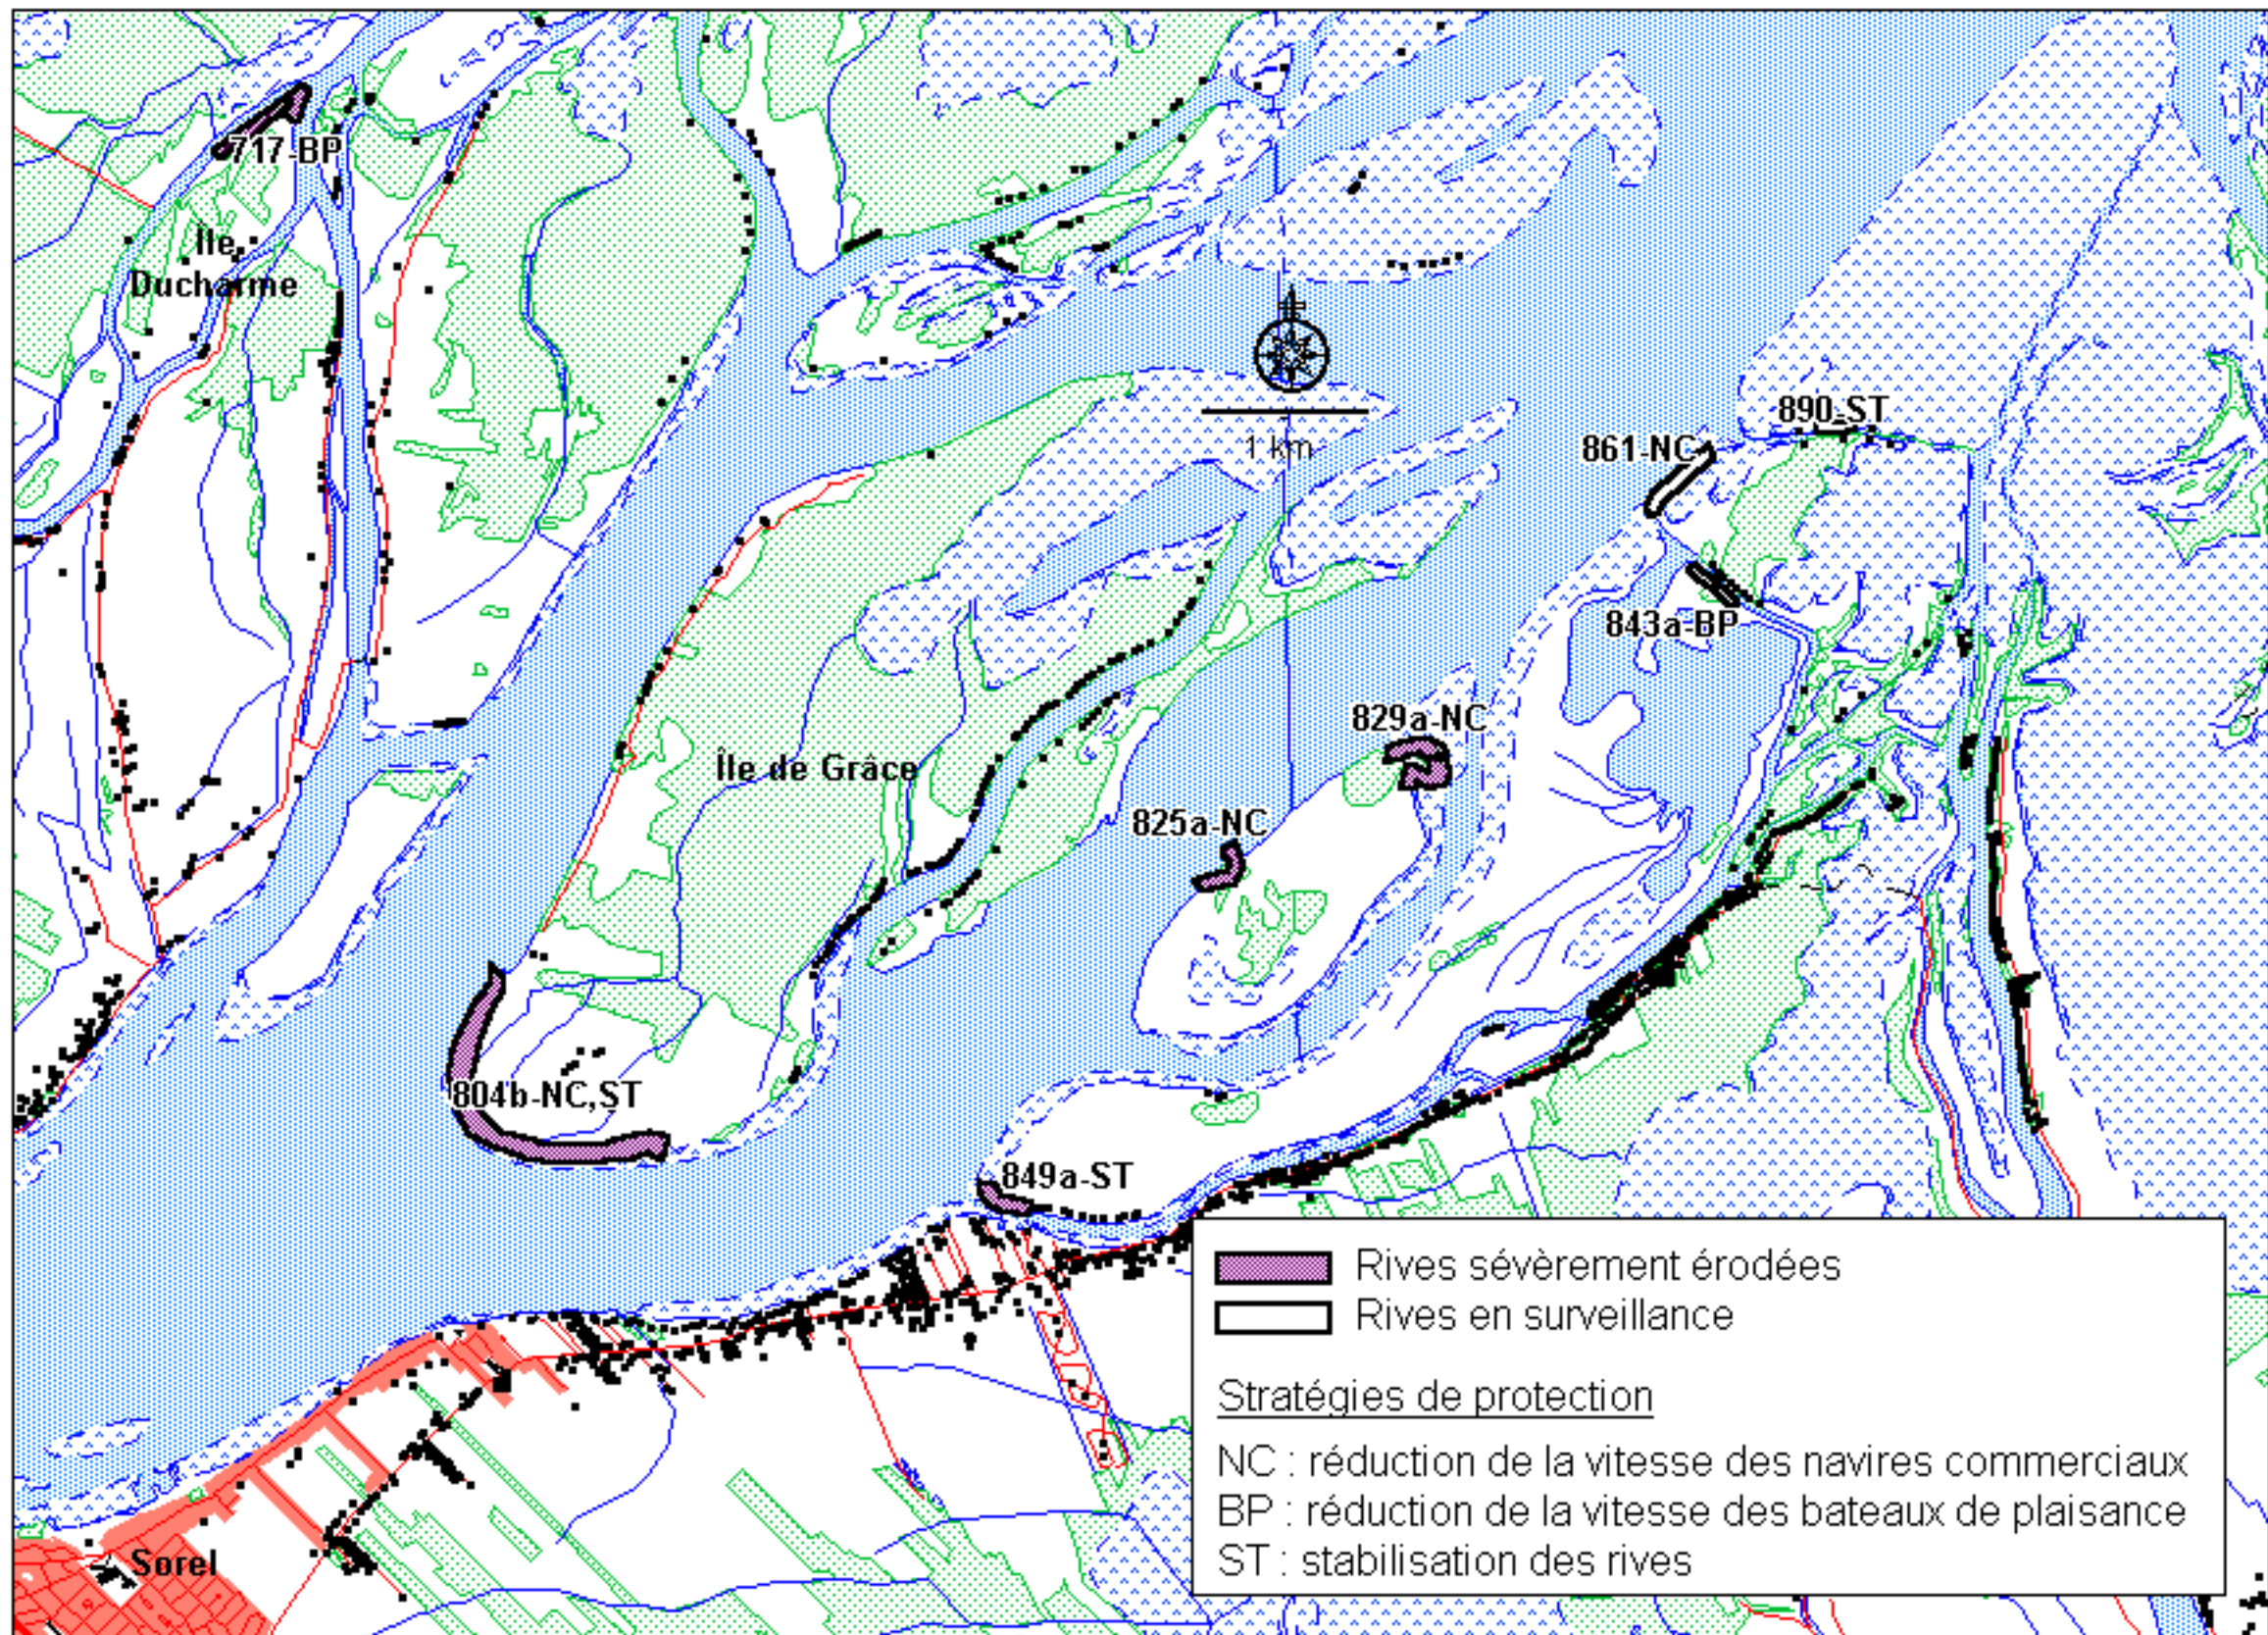 717-BP
Île
Ducharme
890-ST
861-NC
1 km
843a-BP
829a-NC
Île de Grâce
825a-NC
804b-NC,ST
849a-ST
Rives sévèrement érodées
Rives en surveillance
Stratégies de protection
NC : réduction de la vitesse des navires commerciaux
BP : réduction de la vitesse des bateaux de plaisance
ST : stabilisation des rives
Sorel